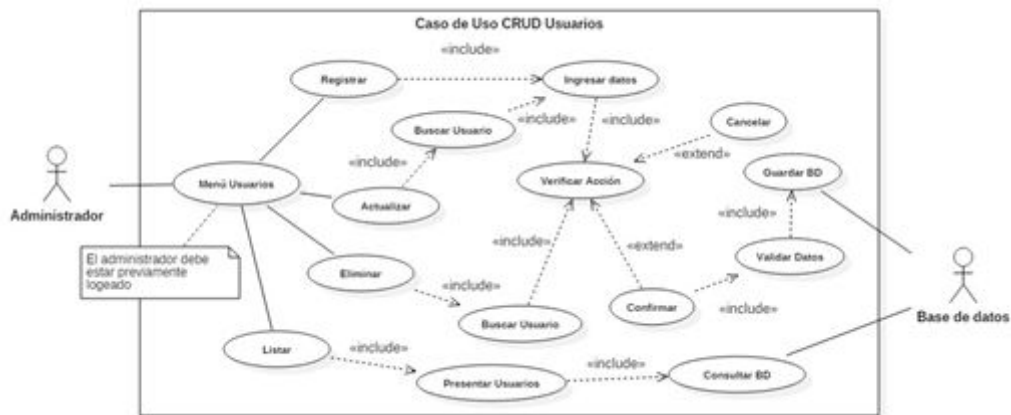 Caso de Uso CRUD Usuarios
«include»
Registrar
Ingresar datos
Buscar Usuario
«include»
«include»
Cancelar
«include»
«extend»
Guardar BD
Menú Usuarios
Verificar Acción
Administrador
Actualizar
«include»
El administrador debe
estar previamente
logeado
Eliminar
«include»
«extend»
Validar Datos
Confirmar
«include»
Buscar Usuario
Base de datos
Listar
«include»
«include»
Presentar Usuarios
Consultar BD